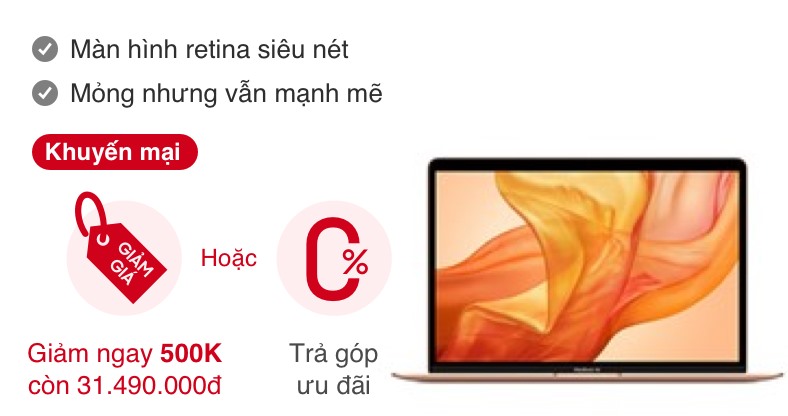 Màn hình retina siêu nét
Mỏng nhưng vẫn mạnh mẽ
Khuyến mại
GIẢM
GIÁ
Hoặc
0%
Giảm ngay 500K
còn 31.490.000đ
Trả góp
ưu đãi